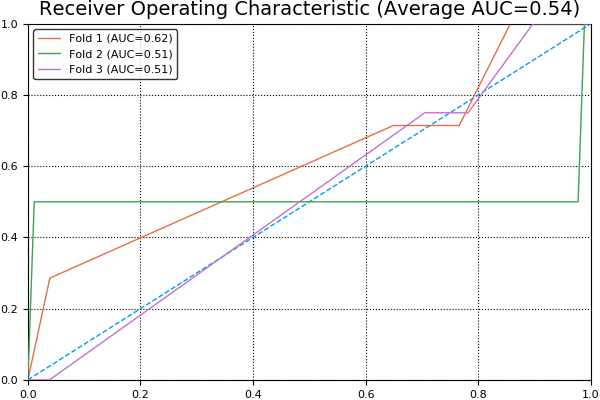 Receiver Operating Characteristic (Average AUC=0.54)
1.0
Fold 1 (AUC=0.62)
Fold 2 (AUC=0.51)
Fold 3 (AUC=0.51)
0.8
0.6
0.4
0.2
0.0
0.0 0.2 0.4 0.6 0.8 1.0